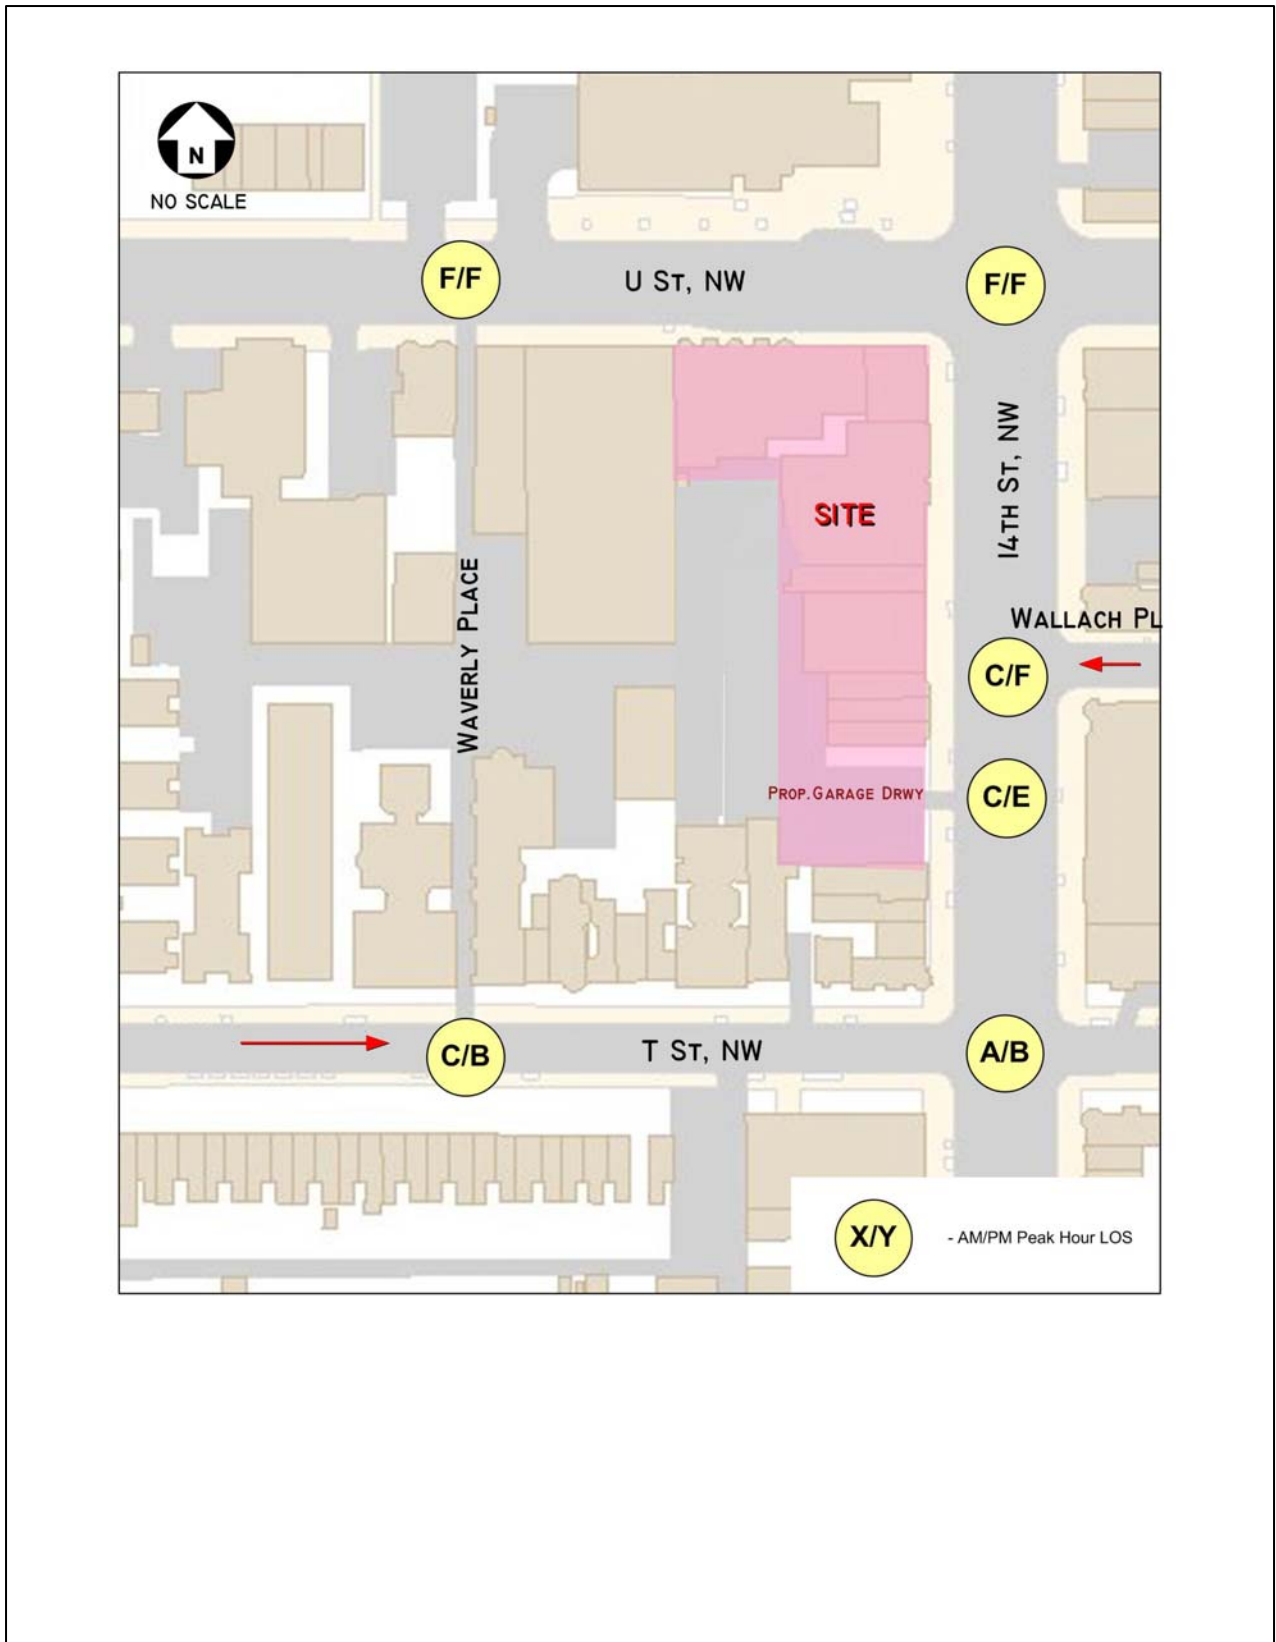 N
NO SCALE
F/F
U ST, NW
F/F
14TH ST, NW
SITE
WAVERLY PLACE
WALLACH PL
C/F
PROP. GARAGE DRWY
C/E
C/B
T ST, NW
A/B
X/Y
- AM/PM Peak Hour LOS